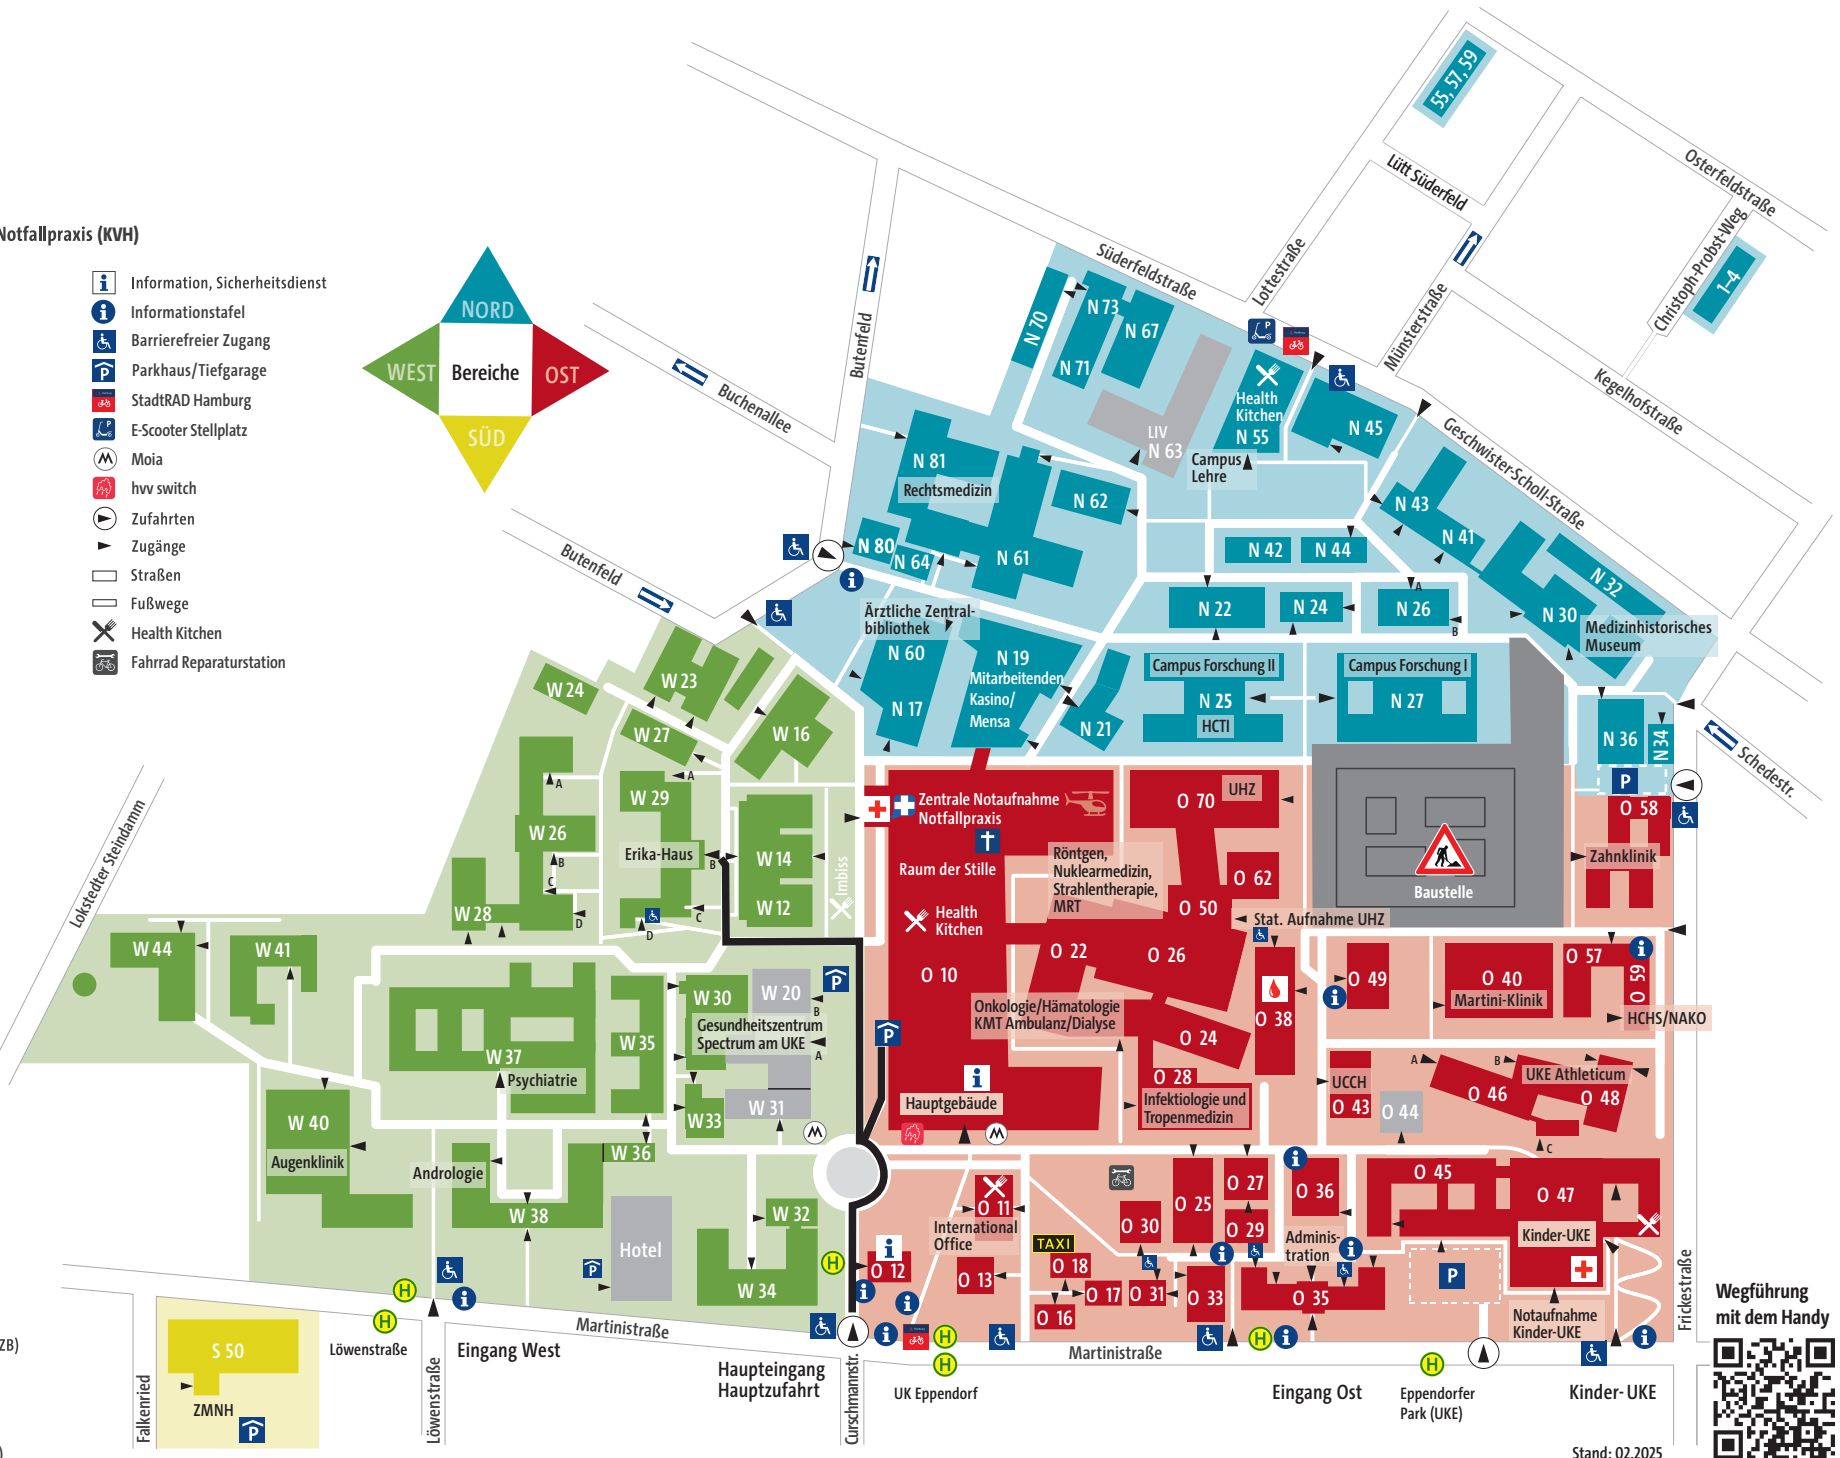 Notfallpraxis (KVH)
Information, Sicherheitsdienst
Informationstafel
Barrierefreier Zugang
Parkhaus/Tiefgarage
StadtRAD Hamburg
E-Scooter Stellplatz
Moia
hvv switch
Zufahrten
Zugänge
Straßen
Fußwege
Health Kitchen
Fahrrad Reparaturstation
NORD
WEST
Bereiche
OST
SÜD
55, 57, 59
Osterfeldstraße
Lütt Süderfeld
Christoph-Probst-Weg
1–4
Süderfeldstraße
Lottestraße
Münsterstraße
Kegelhofstraße
Geschwister-Scholl-Straße
Butenfeld
Buchenallee
Butenfeld
Schedestr.
Lokstedter Steindamm
N 70
N 73
N 67
N 71
LIV
N 63
Health
Kitchen
N 55
Campus
Lehre
N 45
N 81
Rechtsmedizin
N 62
N 43
N 41
N 80
N 64
N 61
N 42
N 44
N 32
N 30
N 22
N 24
N 26
A
B
Medizinhistorisches
Museum
Ärztliche Zentral-
bibliothek
N 60
N 19
Mitarbeitenden
Kasino/
Mensa
N 17
N 21
Campus Forschung II
N 25
HCTI
Campus Forschung I
N 27
N 36
N34
P
W 24
W 23
W 27
W 16
W 29
A
W 26
A
B
C
D
Erika-Haus
B
C
D
W 14
W 12
Imbiss
W 28
W 44
W 41
W 30
W 20
B
Gesundheitszentrum
Spectrum am UKE
A
W 35
W 37
Psychiatrie
W 33
W 31
W 40
Augenklinik
Andrologie
W 36
W 38
W 32
W 34
Hotel
P
P
P
Zentrale Notaufnahme
Notfallpraxis
Raum der Stille
Health
Kitchen
O 10
Hauptgebäude
O 70
UHZ
Röntgen,
Nuklearmedizin,
Strahlentherapie,
MRT
O 62
O 50
Stat. Aufnahme UHZ
O 22
O 26
Onkologie/Hämatologie
KMT Ambulanz/Dialyse
O 24
O 38
O 28
Infektiologie und
Tropenmedizin
Baustelle
O 58
Zahnklinik
O 49
O 40
Martini-Klinik
O 57
O 59
HCHS/NAKO
UCCH
O 43
O 44
A
B
C
UKE Athleticum
O 46
O 48
O 11
International
Office
O 12
O 13
TAXI
O 18
O 17
O 16
O 30
O 31
O 25
O 27
O 29
O 33
O 36
Adminis-
tration
O 35
O 45
O 47
Kinder-UKE
P
Notaufnahme
Kinder-UKE
Frickestraße
Wegführung
mit dem Handy
Martinistraße
Martinistraße
H
H
H
H
H
H
H
Löwenstraße
Löwenstraße
Eingang West
Haupteingang
Hauptzufahrt
Curschmannstr.
UK Eppendorf
Eingang Ost
Eppendorfer
Park (UKE)
Kinder- UKE
Falkenried
S 50
ZMNH
P
ZB)
)
Stand: 02.2025